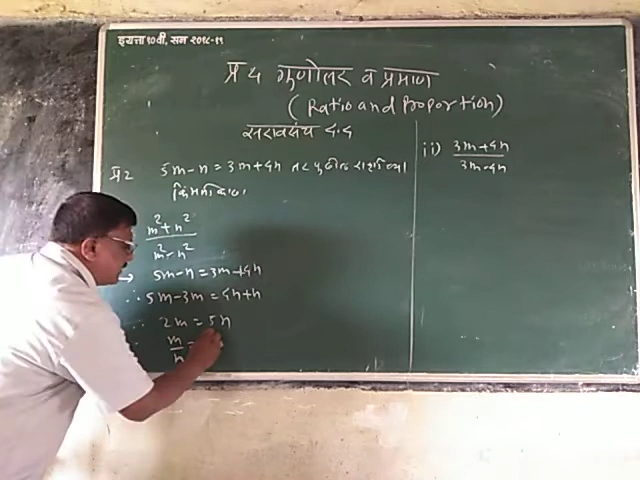 इयत्ता १०वी, सन २०१८-१९
प्र ४ गुणोत्तर व प्रमाण
(Ratio and Proportion)
सरावसंच ४.४
प्र २ 5m-n=3m+4n तर पुढील राशींच्या
किंमती काढा.
m²+n²
m²-n²
→ 5m-n=3m+4n
∴ 5m-3m=4n+n
∴ 2m=5n
m
n =
ii) 3m+4n
3m-4n